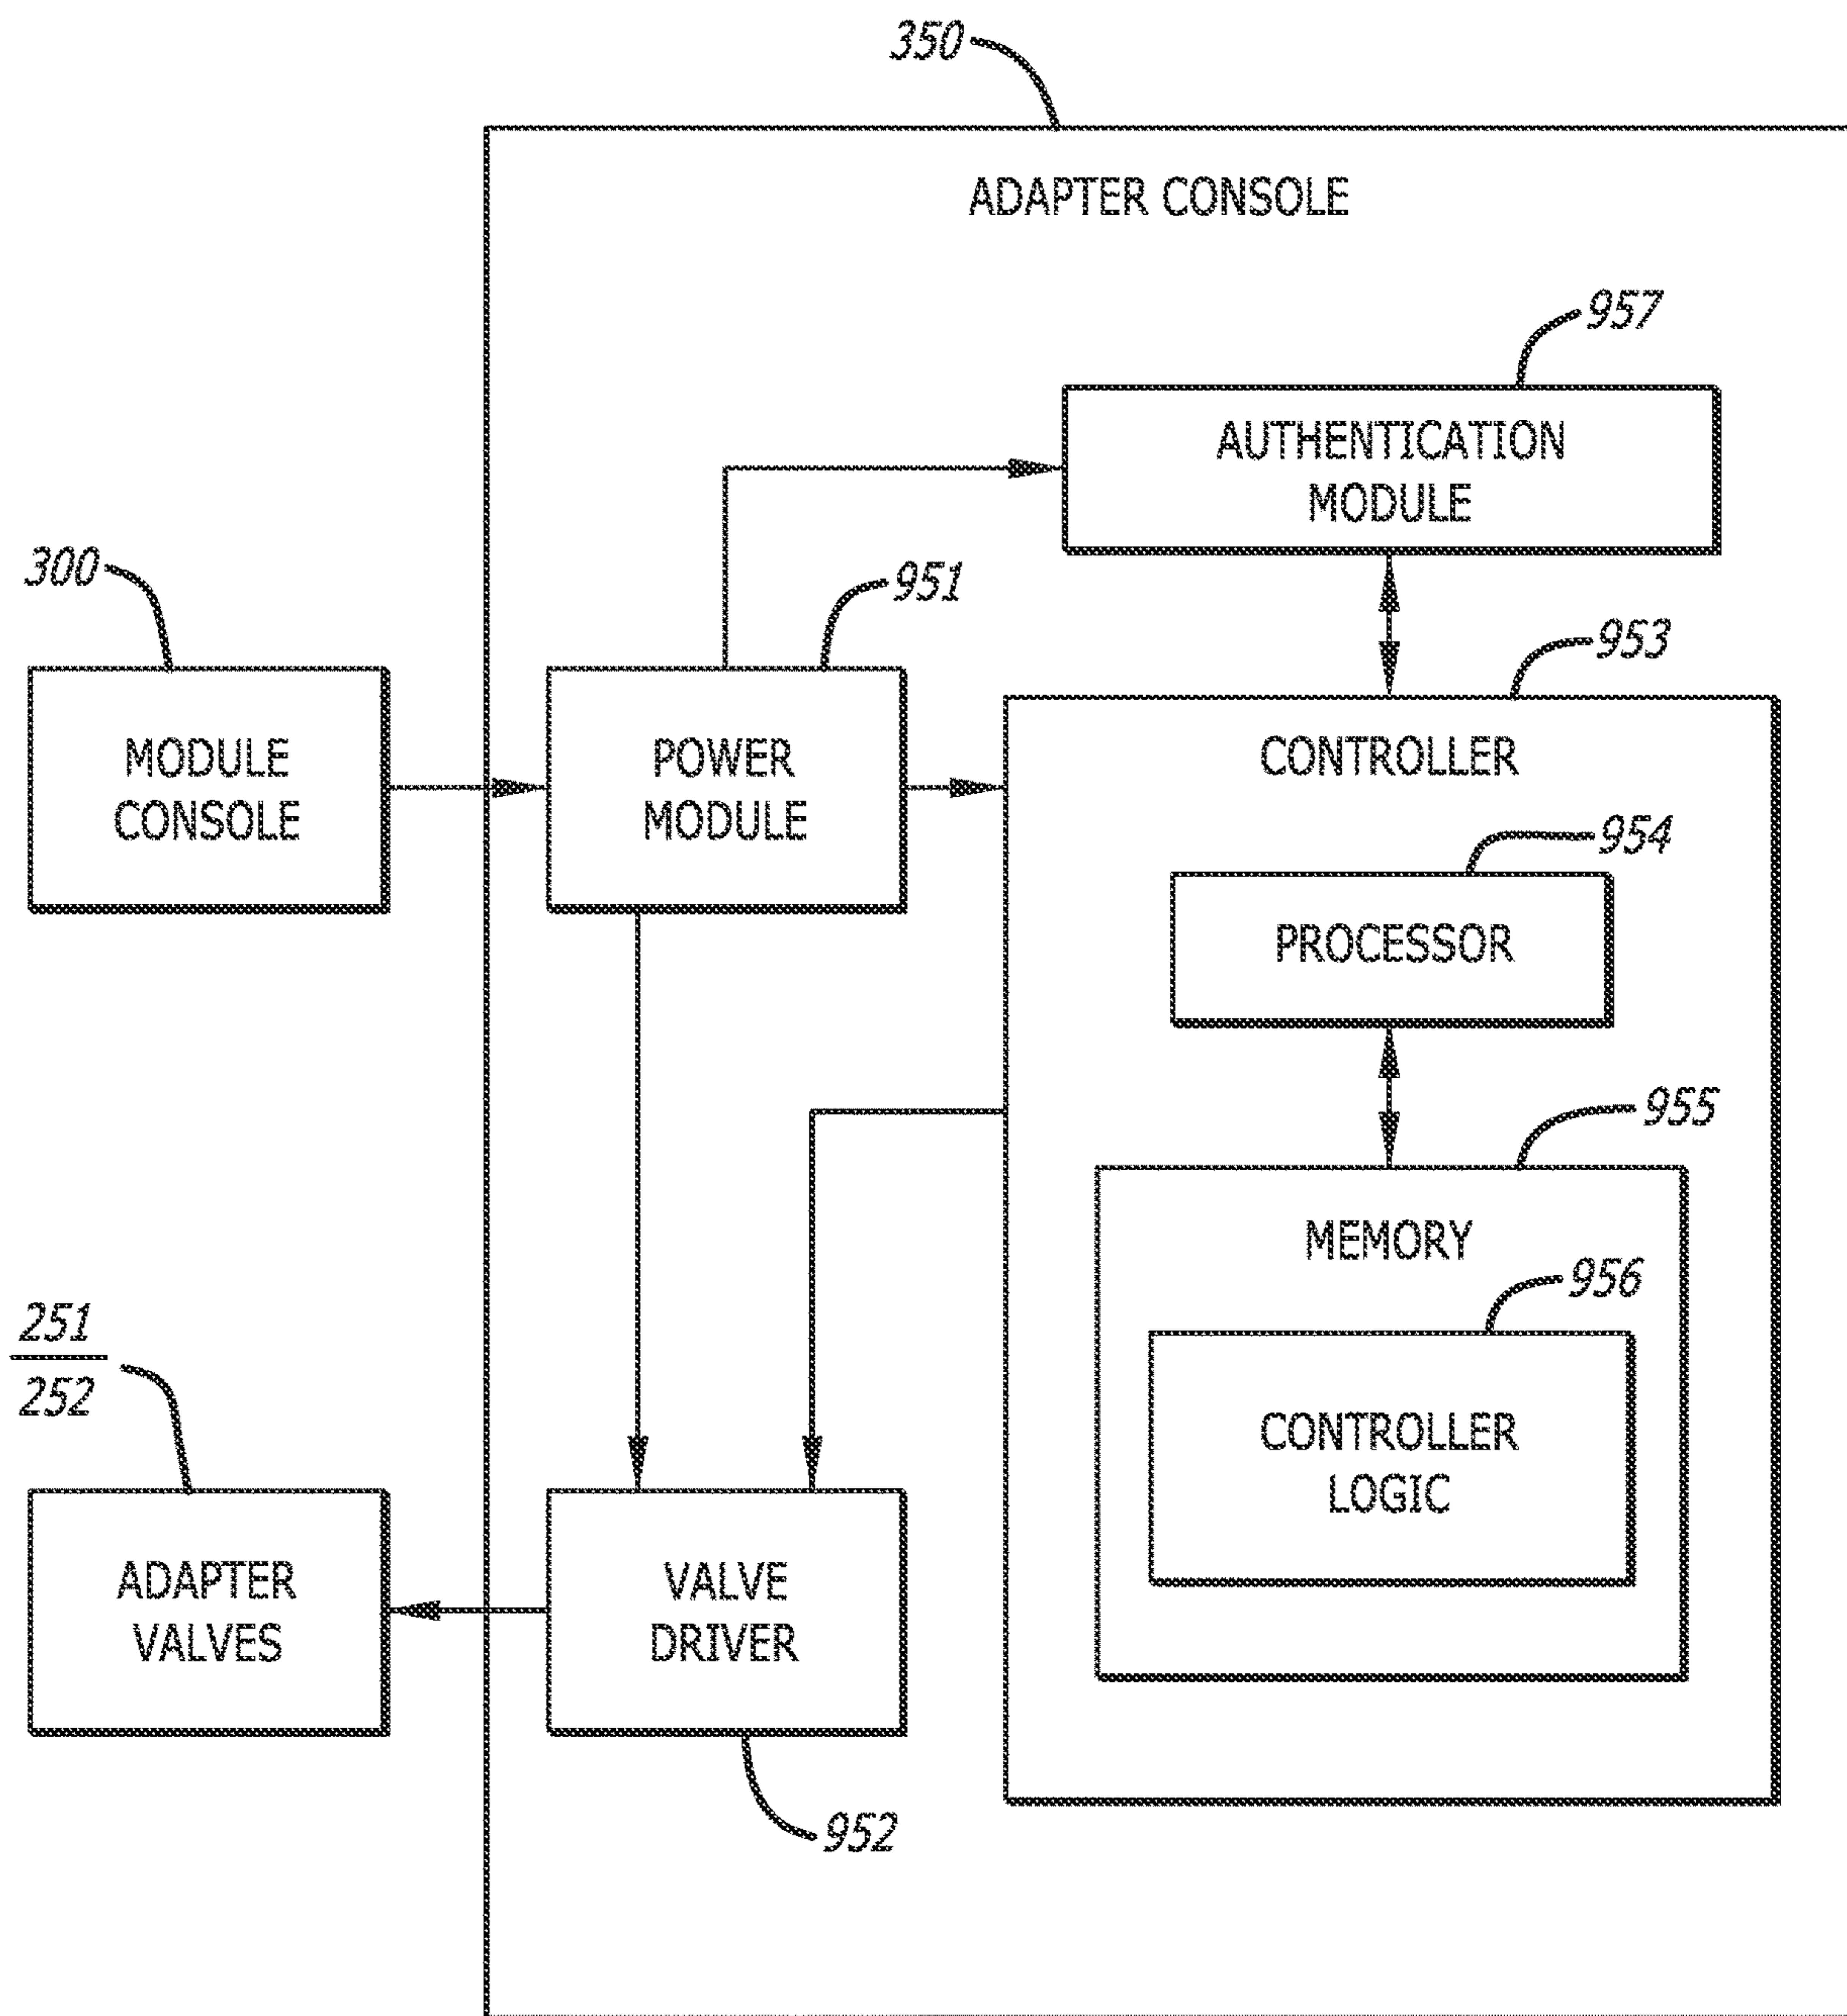 350
ADAPTER CONSOLE
957
AUTHENTICATION
MODULE
300
951
953
MODULE
CONSOLE
POWER
MODULE
CONTROLLER
954
PROCESSOR
955
MEMORY
956
CONTROLLER
LOGIC
251
252
ADAPTER
VALVES
VALVE
DRIVER
952